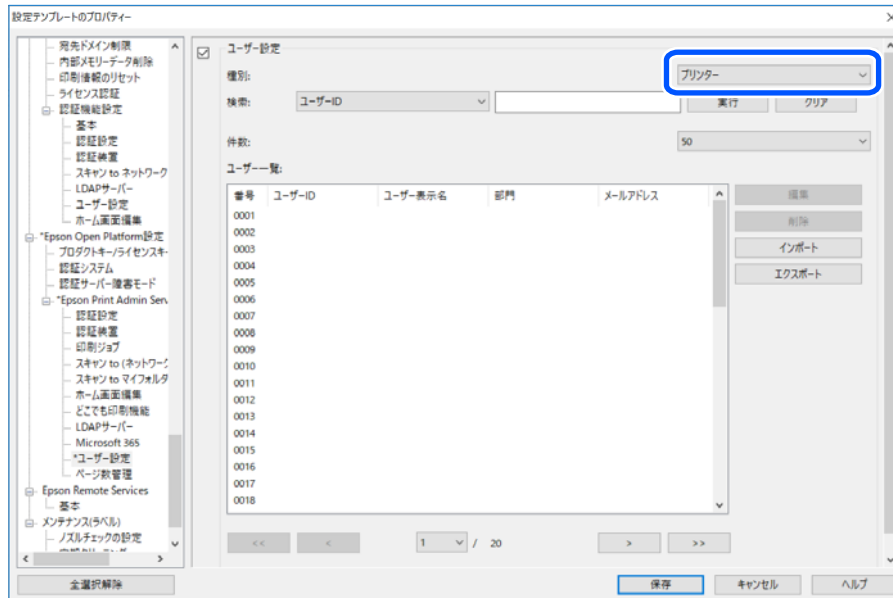 設定テンプレートのプロパティー
宛先ドメイン制限
内部メモリーデータ削除
印刷情報のリセット
ライセンス認証
認証機能設定
基本
認証設定
認証装置
スキャン to ネットワーク
LDAPサーバー
ユーザー設定
ホーム画面編集
*Epson Open Platform設定
プロダクトキー/ライセンスキ-
認証システム
認証サーバー障害モード
*Epson Print Admin Serv
認証設定
認証装置
印刷ジョブ
スキャン to (ネットワーク
スキャン to マイフォルダ
ホーム画面編集
どこでも印刷機能
LDAPサーバー
Microsoft 365
*ユーザー設定
ページ数管理
Epson Remote Services
基本
メンテナンス(ラベル)
ノズルチェックの設定
全選択解除
ユーザー設定
種別: プリンター
検索: ユーザーID 実行 クリア
件数: 50
ユーザー一覧:
番号 ユーザーID ユーザー表示名 部門 メールアドレス
0001
0002
0003
0004
0005
0006
0007
0008
0009
0010
0011
0012
0013
0014
0015
0016
0017
0018
編集
削除
インポート
エクスポート
<< < 1 / 20 > >>
保存 キャンセル ヘルプ